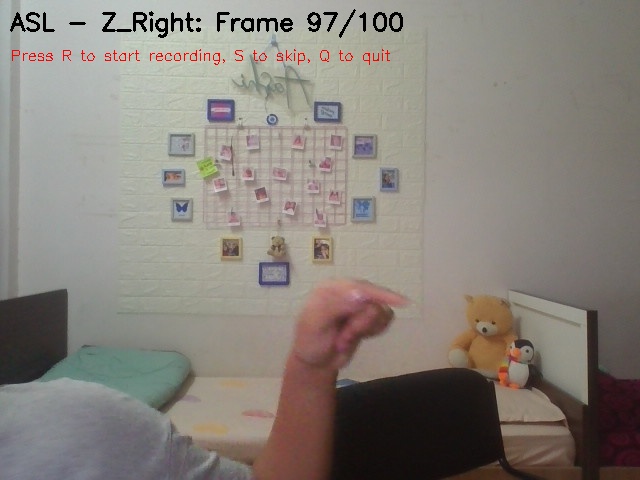 ASL - Z_Right: Frame 97/100
Press R to start recording, S to skip, Q to quit